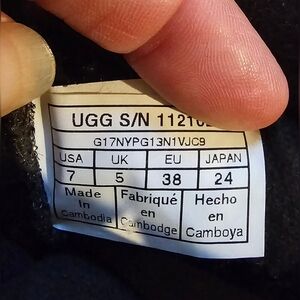 UGG S/N 11210
G17NYPG13N1VJC9
USA UK EU JAPAN
7 5 38 24
Made Fabriqué Hecho
In en en
Cambodia Cambodge Camboya